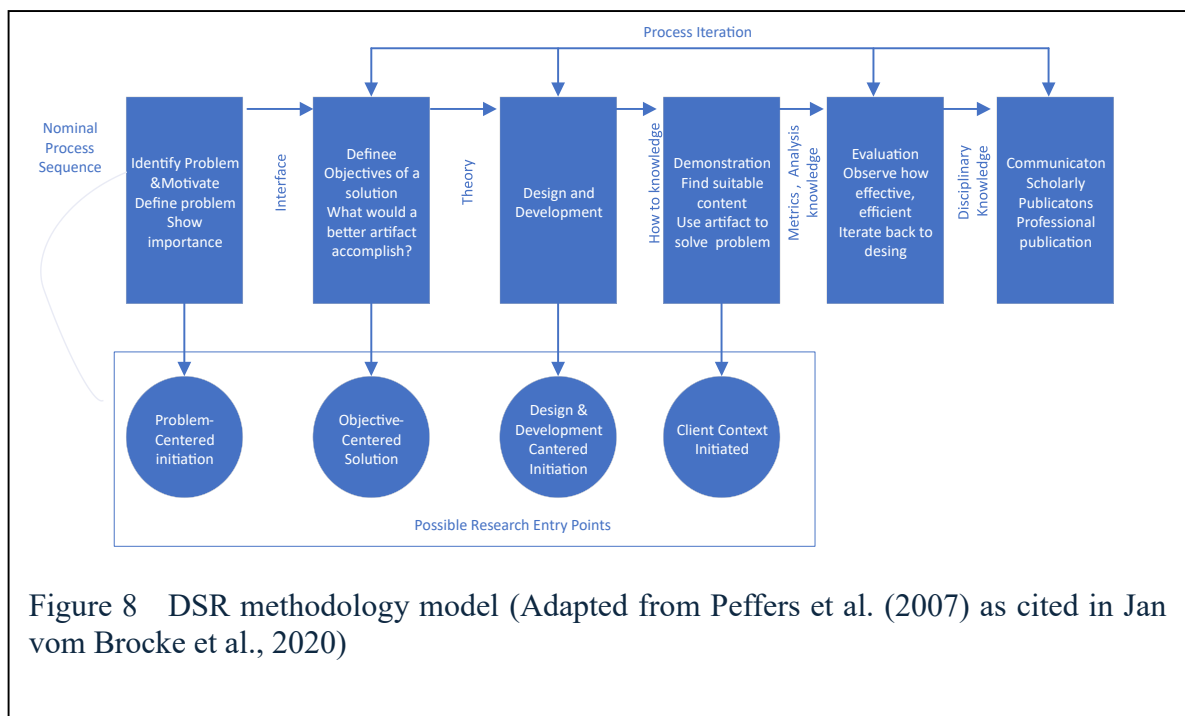 Process Iteration
Nominal
Process
Sequence
Identify Problem
&Motivate
Define problem
Show
importance
Interface
Definee
Objectives of a
solution
What would a
better artifact
accomplish?
Theory
Design and
Development
How to knowledge
Demonstration
Find suitable
content
Use artifact to
solve problem
Metrics , Analysis
knowledge
Evaluation
Observe how
effective,
efficient
Iterate back to
desing
Disciplinary
Knowledge
Communicaton
Scholarly
Publicatons
Professional
publication
Problem-
Centered
initiation
Objective-
Centered
Solution
Design &
Development
Cantered
Initiation
Client Context
Initiated
Possible Research Entry Points
Figure 8 DSR methodology model (Adapted from Peffers et al. (2007) as cited in Jan
vom Brocke et al., 2020)